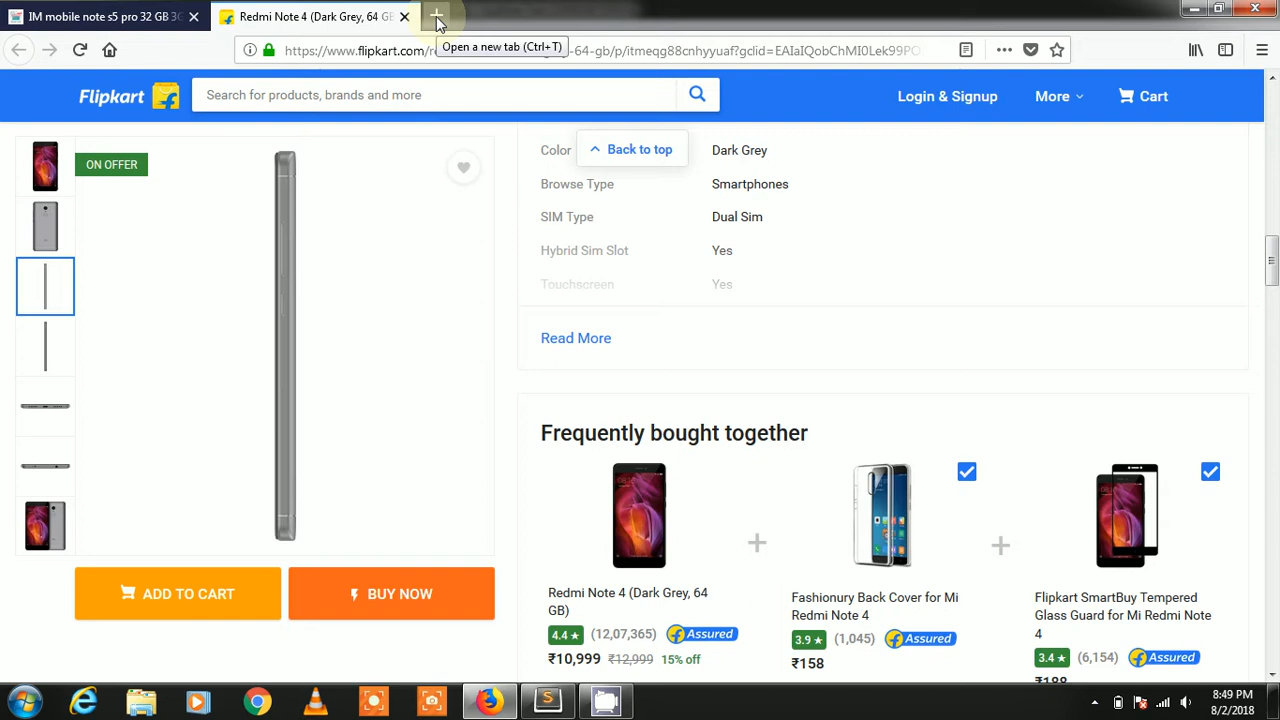 IM mobile note s5 pro 32 GB 3G
Redmi Note 4 (Dark Grey, 64 GB
Open a new tab (Ctrl+T)
https://www.flipkart.com/re -64-gb/p/itmeqg88cnhyyuaf?gclid=EAIaIQobChMI0Lek99PO
Flipkart
Search for products, brands and more
Login & Signup
More
Cart
ON OFFER
Back to top
Color Dark Grey
Browse Type Smartphones
SIM Type Dual Sim
Hybrid Sim Slot Yes
Touchscreen Yes
Read More
ADD TO CART
BUY NOW
Frequently bought together
+
+
Redmi Note 4 (Dark Grey, 64
GB)
4.4 ★ (12,07,365) Assured
₹10,999 ₹12,999 15% off
Fashionury Back Cover for Mi
Redmi Note 4
3.9 ★ (1,045) Assured
₹158
Flipkart SmartBuy Tempered
Glass Guard for Mi Redmi Note
4
3.4 ★ (6,154) Assured
₹188
8:49 PM
8/2/2018